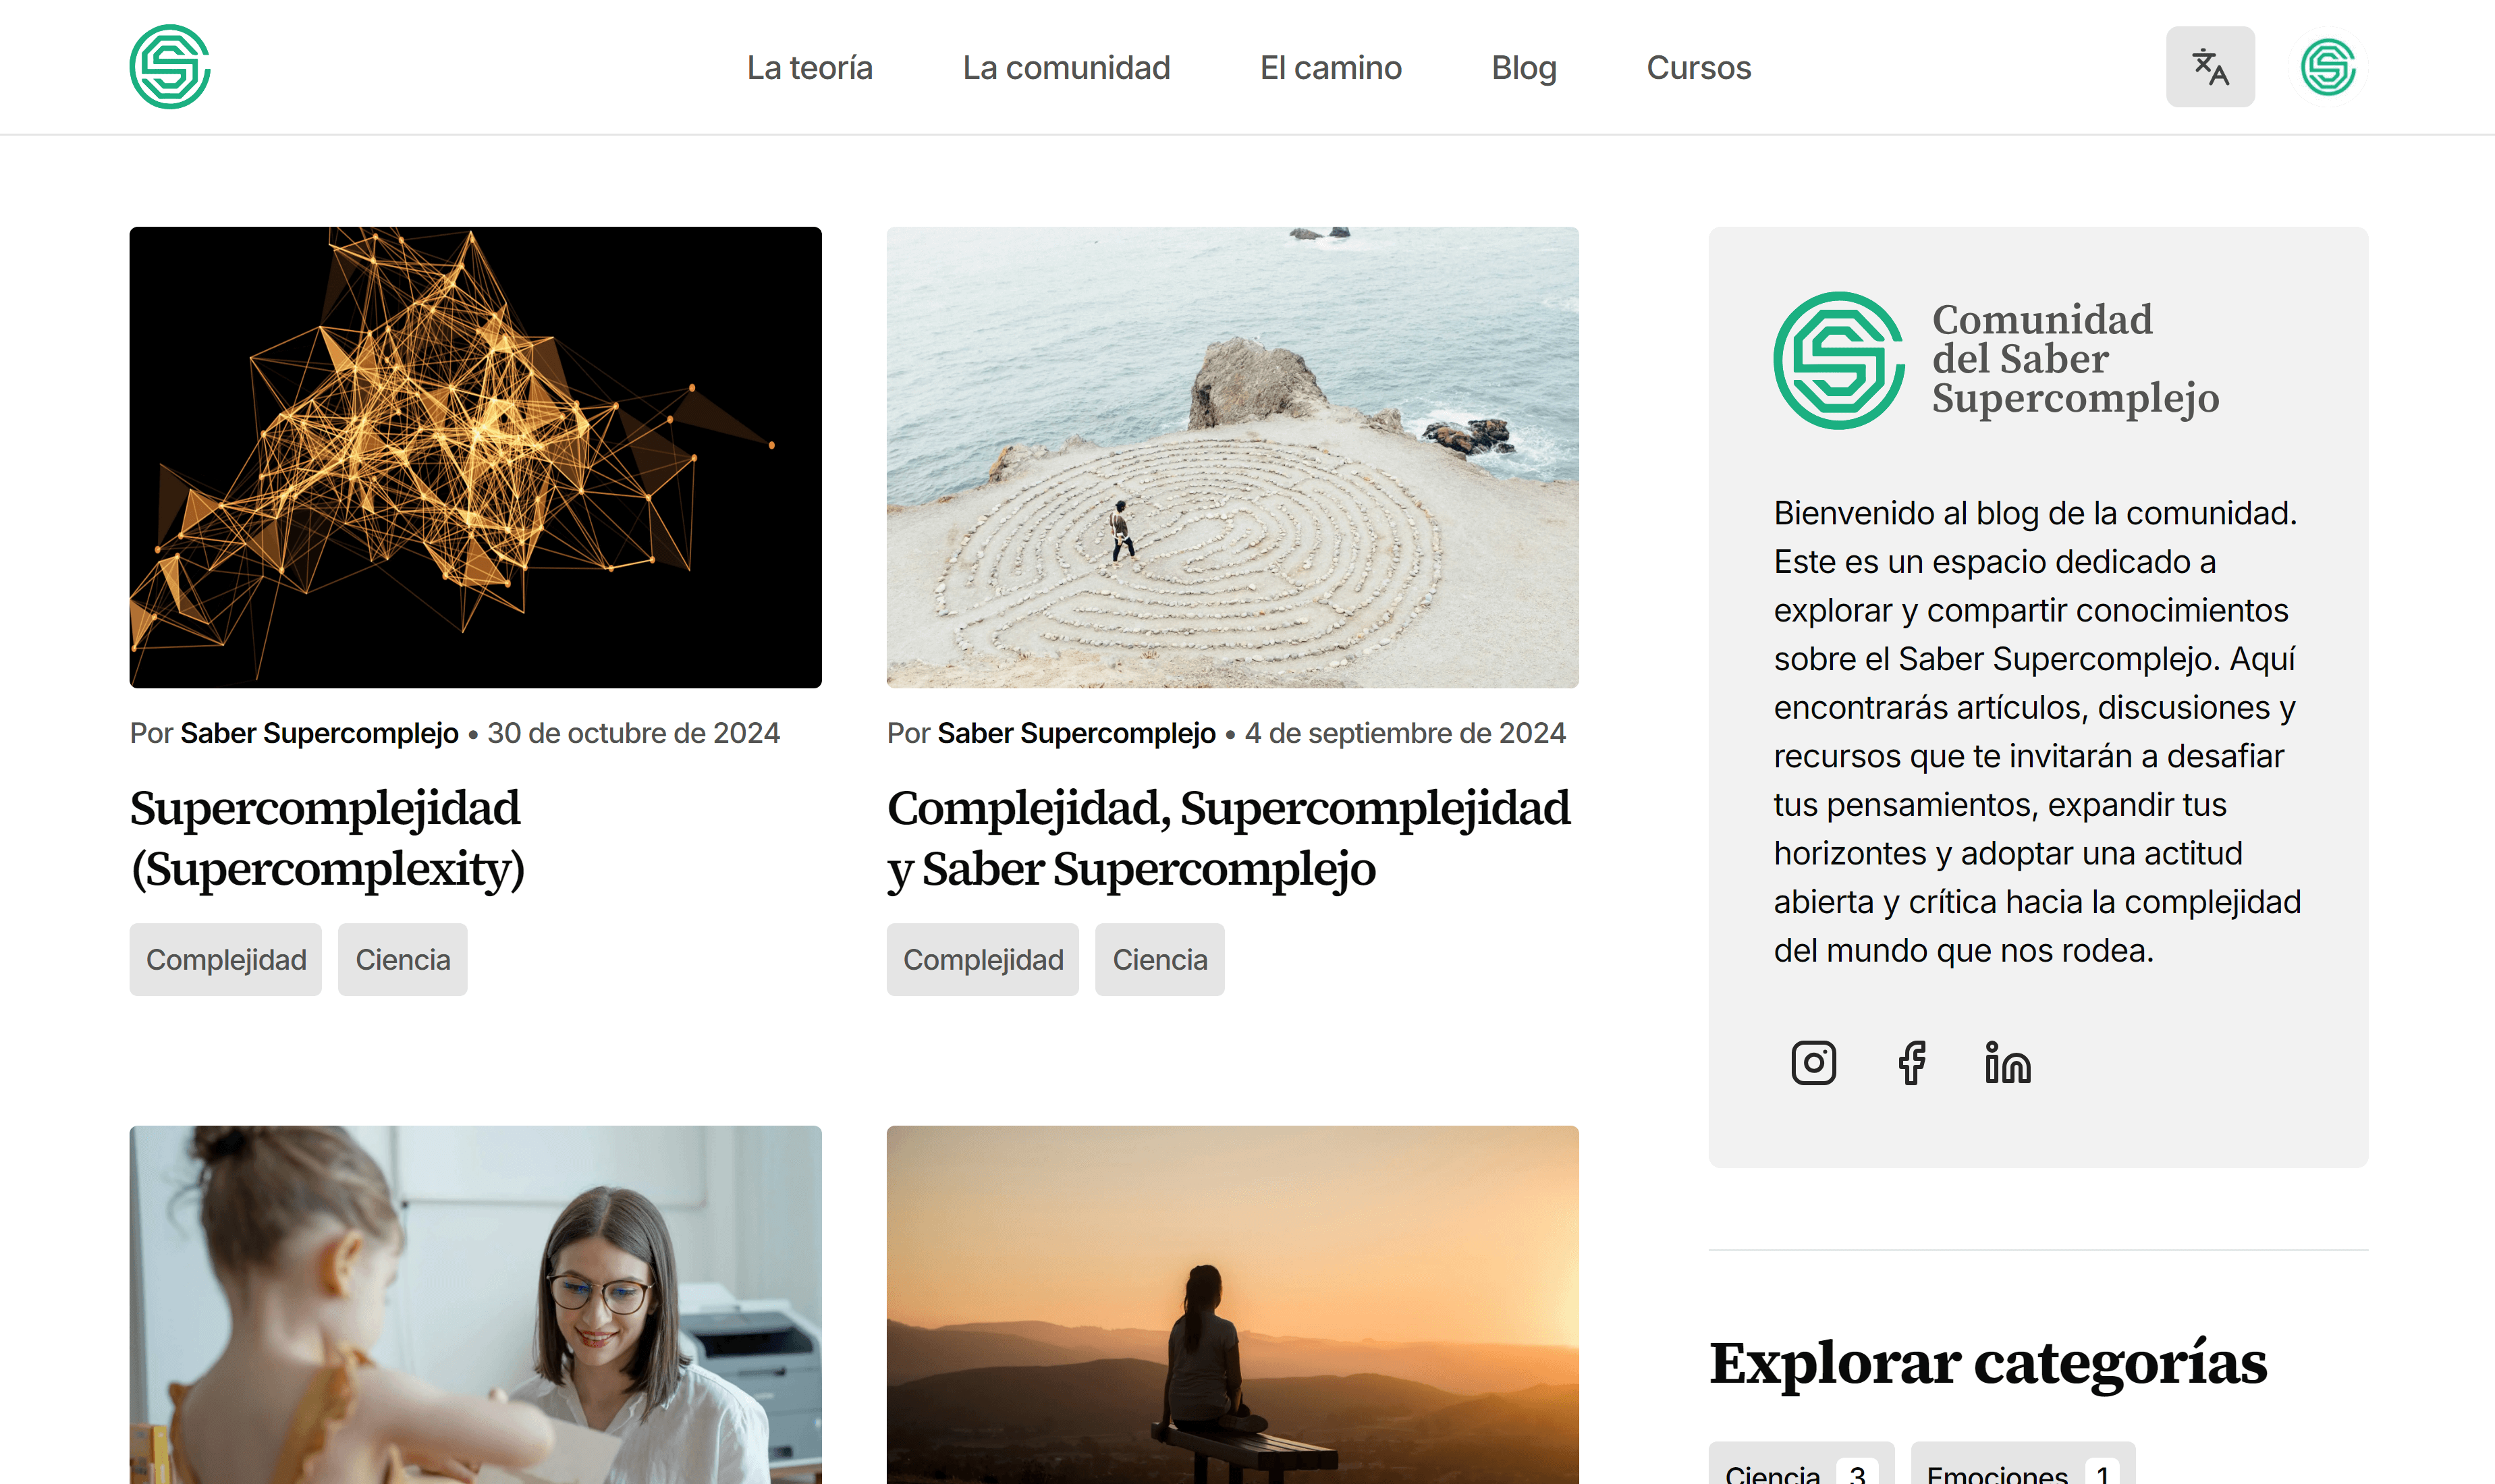 La teoría
La comunidad
El camino
Blog
Cursos
Por Saber Supercomplejo • 30 de octubre de 2024
Supercomplejidad
(Supercomplexity)
Complejidad
Ciencia
Por Saber Supercomplejo • 4 de septiembre de 2024
Complejidad, Supercomplejidad
y Saber Supercomplejo
Complejidad
Ciencia
Comunidad
del Saber
Supercomplejo
Bienvenido al blog de la comunidad.
Este es un espacio dedicado a
explorar y compartir conocimientos
sobre el Saber Supercomplejo. Aquí
encontrarás artículos, discusiones y
recursos que te invitarán a desafiar
tus pensamientos, expandir tus
horizontes y adoptar una actitud
abierta y crítica hacia la complejidad
del mundo que nos rodea.
Explorar categorías
Ciencia 3
Emociones 1